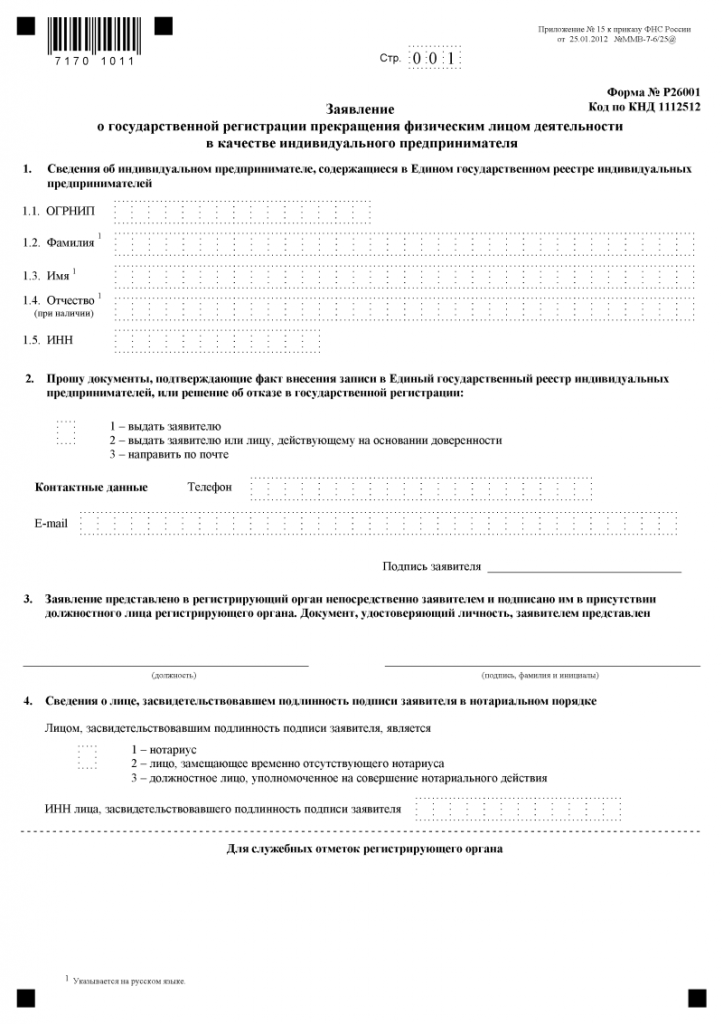 Приложение № 15 к приказу ФНС России
от 25.01.2012 №ММВ-7-6/25@
7170 1011
Стр. 001
Форма № Р26001
Код по КНД 1112512
Заявление
о государственной регистрации прекращения физическим лицом деятельности
в качестве индивидуального предпринимателя
1. Сведения об индивидуальном предпринимателе, содержащиеся в Едином государственном реестре индивидуальных
предпринимателей
1.1. ОГРНИП
1.2. Фамилия 1
1.3. Имя 1
1.4. Отчество 1
(при наличии)
1.5. ИНН
2. Прошу документы, подтверждающие факт внесения записи в Единый государственный реестр индивидуальных
предпринимателей, или решение об отказе в государственной регистрации:
1 – выдать заявителю
2 – выдать заявителю или лицу, действующему на основании доверенности
3 – направить по почте
Контактные данные Телефон
E-mail
Подпись заявителя
3. Заявление представлено в регистрирующий орган непосредственно заявителем и подписано им в присутствии
должностного лица регистрирующего органа. Документ, удостоверяющий личность, заявителем представлен
(должность) (подпись, фамилия и инициалы)
4. Сведения о лице, засвидетельствовавшем подлинность подписи заявителя в нотариальном порядке
Лицом, засвидетельствовавшим подлинность подписи заявителя, является
1 – нотариус
2 – лицо, замещающее временно отсутствующего нотариуса
3 – должностное лицо, уполномоченное на совершение нотариального действия
ИНН лица, засвидетельствовавшего подлинность подписи заявителя
Для служебных отметок регистрирующего органа
1 Указывается на русском языке.